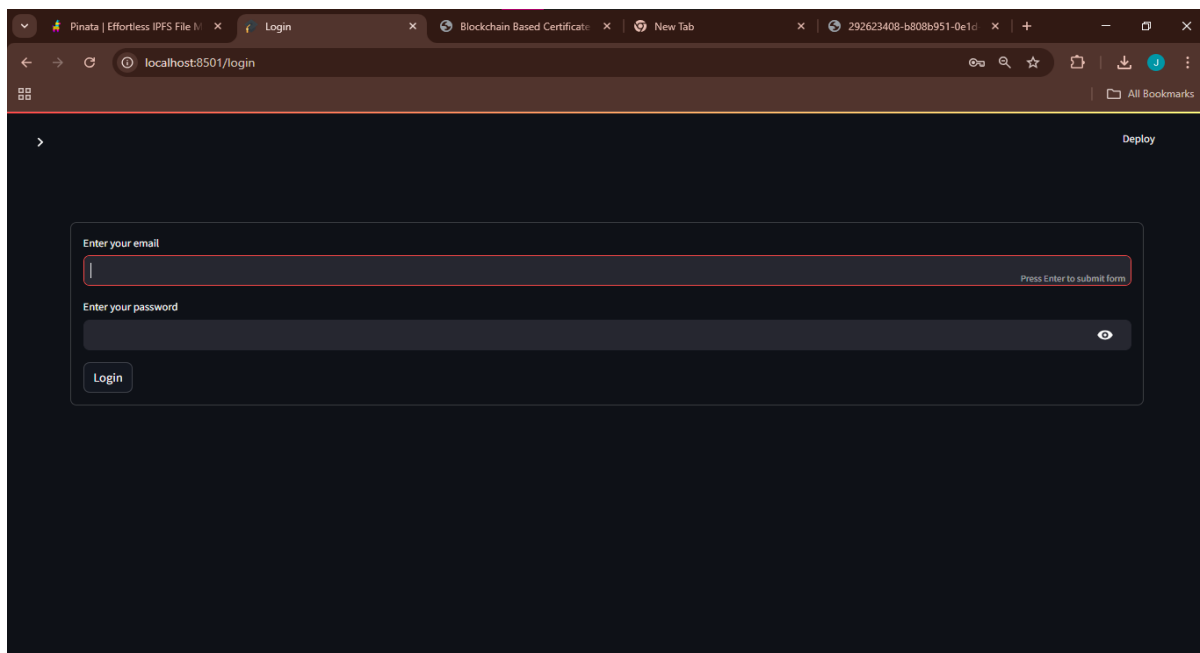 Pinata | Effortless IPFS File M
Login
Blockchain Based Certificate
New Tab
292623408-b808b951-0e1d
localhost:8501/login
J
All Bookmarks
Deploy
Enter your email
Press Enter to submit form
Enter your password
Login